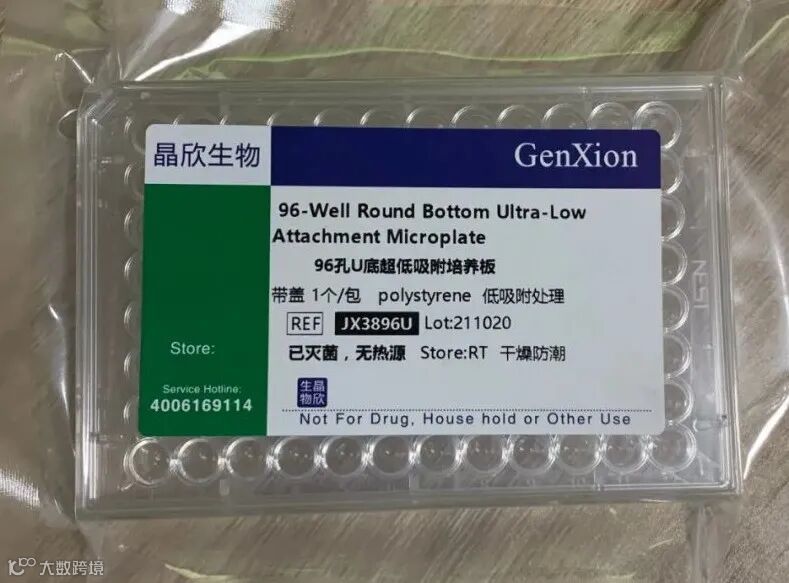 晶欣生物
GenXion
96-Well Round Bottom Ultra-Low
Attachment Microplate
96孔U底超低吸附培养板
带盖 1个/包 polystyrene 低吸附处理
REF JX3896U Lot:211020
已灭菌，无热源 Store:RT 干燥防潮
Store:
Service Hotline:
4006169114
生晶
物欣
Not For Drug, House hold or Other Use
大数跨境